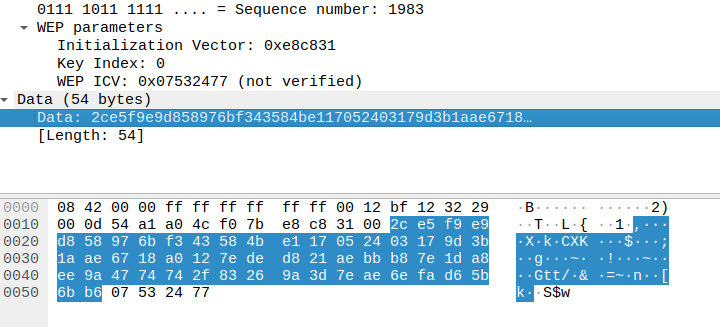 0111 1011 1111 .... = Sequence number: 1983
WEP parameters
Initialization Vector: 0xe8c831
Key Index: 0
WEP ICV: 0x07532477 (not verified)
Data (54 bytes)
Data: 2ce5f9e9d858976bf343584be117052403179d3b1aae6718…
[Length: 54]
0000 08 42 00 00 ff ff ff ff ff ff 00 12 bf 12 32 29 ·B······ ······2)
0010 00 0d 54 a1 a0 4c f0 7b e8 c8 31 00 2c e5 f9 e9 ··T··L·{ ··1·,···
0020 d8 58 97 6b f3 43 58 4b e1 17 05 24 03 17 9d 3b ·X·k·CXK ···$···;
0030 1a ae 67 18 a0 12 7e de d8 21 ae bb b8 7e 1d a8 ··g···~· ·!···~··
0040 ee 9a 47 74 74 2f 83 26 9a 3d 7e ae 6e fa d6 5b ··Gtt/·& ·=~·n··[
0050 6b b6 07 53 24 77 k··S$w